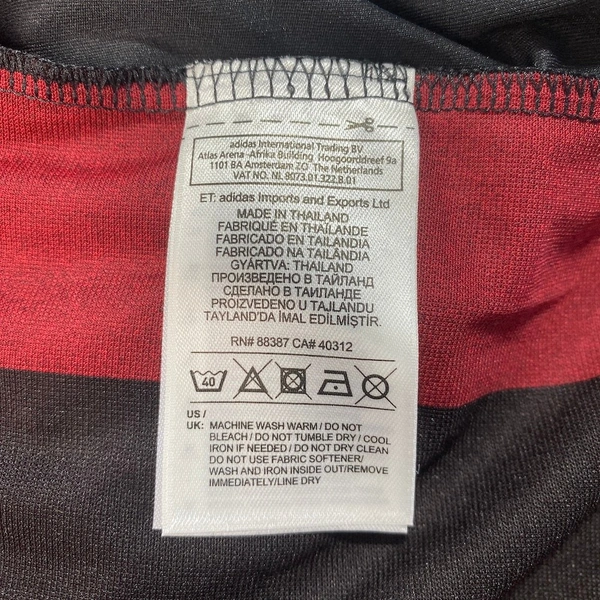 adidas International Trading BV
Atlas Arena -Afrika Building Hoogoorddreef 9a
1101 BA Amsterdam ZO The Netherlands
VAT NO. NL 8073.01.322.B.01
ET: adidas Imports and Exports Ltd
MADE IN THAILAND
FABRIQUÉ EN THAÏLANDE
FABRICADO EN TAILANDIA
FABRICADO NA TAILÂNDIA
GYÁRTVA: THAILAND
ПРОИЗВЕДЕНО В ТАЙЛАНД
СДЕЛАНО В ТАИЛАНДЕ
PROIZVEDENO U TAJLANDU
TAYLAND'DA İMAL EDİLMİŞTİR.
RN# 88387 CA# 40312
40
US /
UK: MACHINE WASH WARM / DO NOT
BLEACH / DO NOT TUMBLE DRY / COOL
IRON IF NEEDED / DO NOT DRY CLEAN
DO NOT USE FABRIC SOFTENER/
WASH AND IRON INSIDE OUT/REMOVE
IMMEDIATELY/LINE DRY